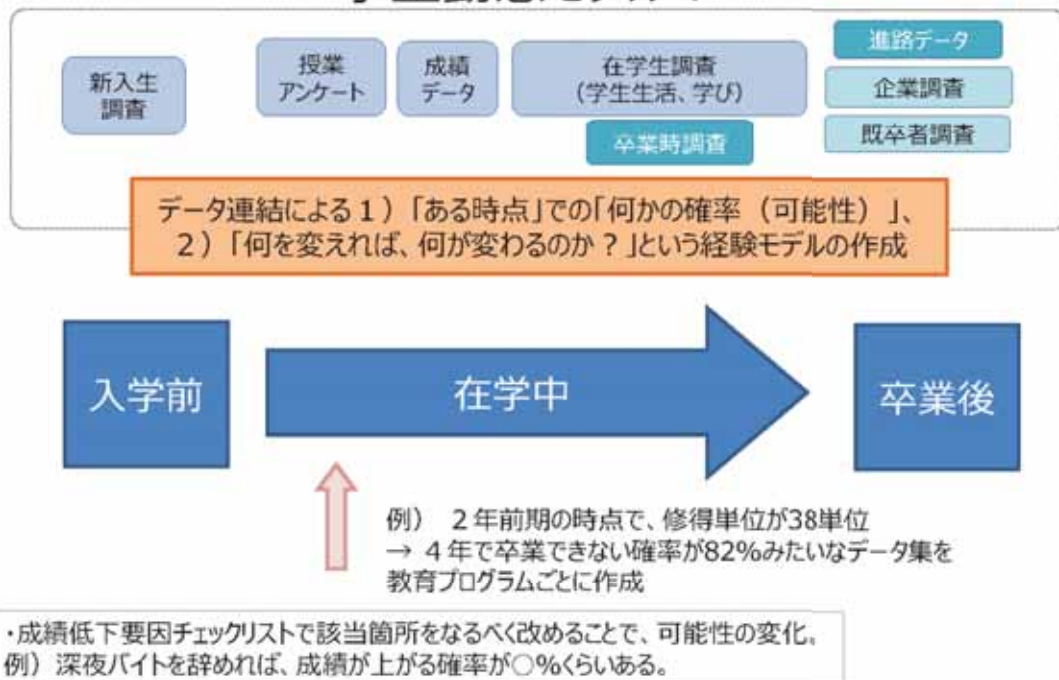 新入生
調査
授業
アンケート
成績
データ
在学生調査
(学生生活、学び)
卒業時調査
進路データ
企業調査
既卒者調査
データ連結による１）「ある時点」での「何かの確率（可能性）」、
２）「何を変えれば、何が変わるのか？」という経験モデルの作成
入学前
在学中
卒業後
例）　２年前期の時点で、修得単位が38単位
→ ４年で卒業できない確率が82%みたいなデータ集を
教育プログラムごとに作成
・成績低下要因チェックリストで該当箇所をなるべく改めることで、可能性の変化。
例）深夜バイトを辞めれば、成績が上がる確率が○%くらいある。